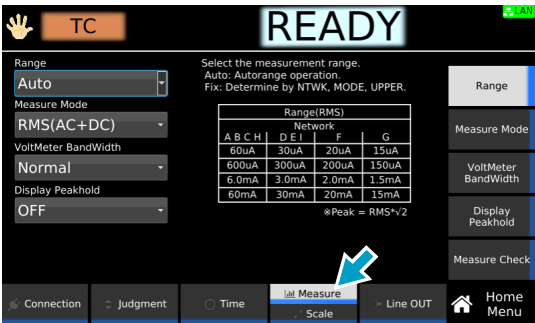 TC
READY
LAN
Range
Auto
Measure Mode
RMS(AC+DC)
VoltMeter BandWidth
Normal
Display Peakhold
OFF
Select the measurement range.
Auto: Autorange operation.
Fix: Determine by NTWK, MODE, UPPER.
Range(RMS)
Network
A B C H D E I F G
60uA 30uA 20uA 15uA
600uA 300uA 200uA 150uA
6.0mA 3.0mA 2.0mA 1.5mA
60mA 30mA 20mA 15mA
※Peak = RMS*√2
Range
Measure Mode
VoltMeter
BandWidth
Display
Peakhold
Measure Check
Connection
Judgment
Time
Measure
Scale
Line OUT
Home
Menu